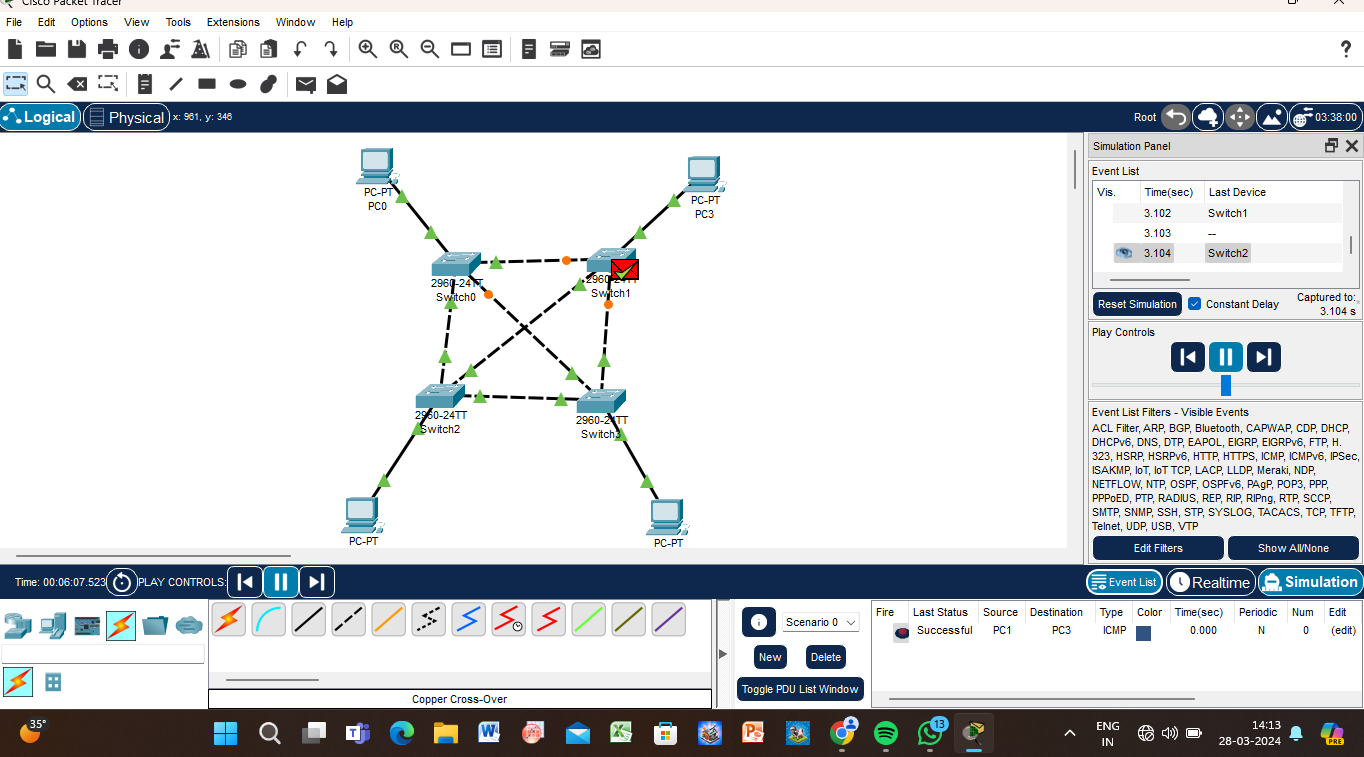 Cisco Packet Tracer
File Edit Options View Tools Extensions Window Help
Logical Physical x: 961, y: 346 Root 03:38:00
PC-PT
PC0
PC-PT
PC3
2960-24TT
Switch0
2960-24TT
Switch1
2960-24TT
Switch2
2960-24TT
Switch3
PC-PT
PC-PT
Simulation Panel
Event List
Vis. Time(sec) Last Device
3.102 Switch1
3.103 --
3.104 Switch2
Reset Simulation Constant Delay Captured to:
3.104 s
Play Controls
Event List Filters - Visible Events
ACL Filter, ARP, BGP, Bluetooth, CAPWAP, CDP, DHCP,
DHCPv6, DNS, DTP, EAPOL, EIGRP, EIGRPv6, FTP, H.
323, HSRP, HSRPv6, HTTP, HTTPS, ICMP, ICMPv6, IPSec,
ISAKMP, IoT, IoT TCP, LACP, LLDP, Meraki, NDP,
NETFLOW, NTP, OSPF, OSPFv6, PAgP, POP3, PPP,
PPPoED, PTP, RADIUS, REP, RIP, RIPng, RTP, SCCP,
SMTP, SNMP, SSH, STP, SYSLOG, TACACS, TCP, TFTP,
Telnet, UDP, USB, VTP
Edit Filters Show All/None
Time: 00:06:07.523 PLAY CONTROLS: Event List Realtime Simulation
Copper Cross-Over
Scenario 0
New Delete
Toggle PDU List Window
Fire Last Status Source Destination Type Color Time(sec) Periodic Num Edit
Successful PC1 PC3 ICMP 0.000 N 0 (edit)
35°
13
ENG
IN
14:13
28-03-2024
PRE